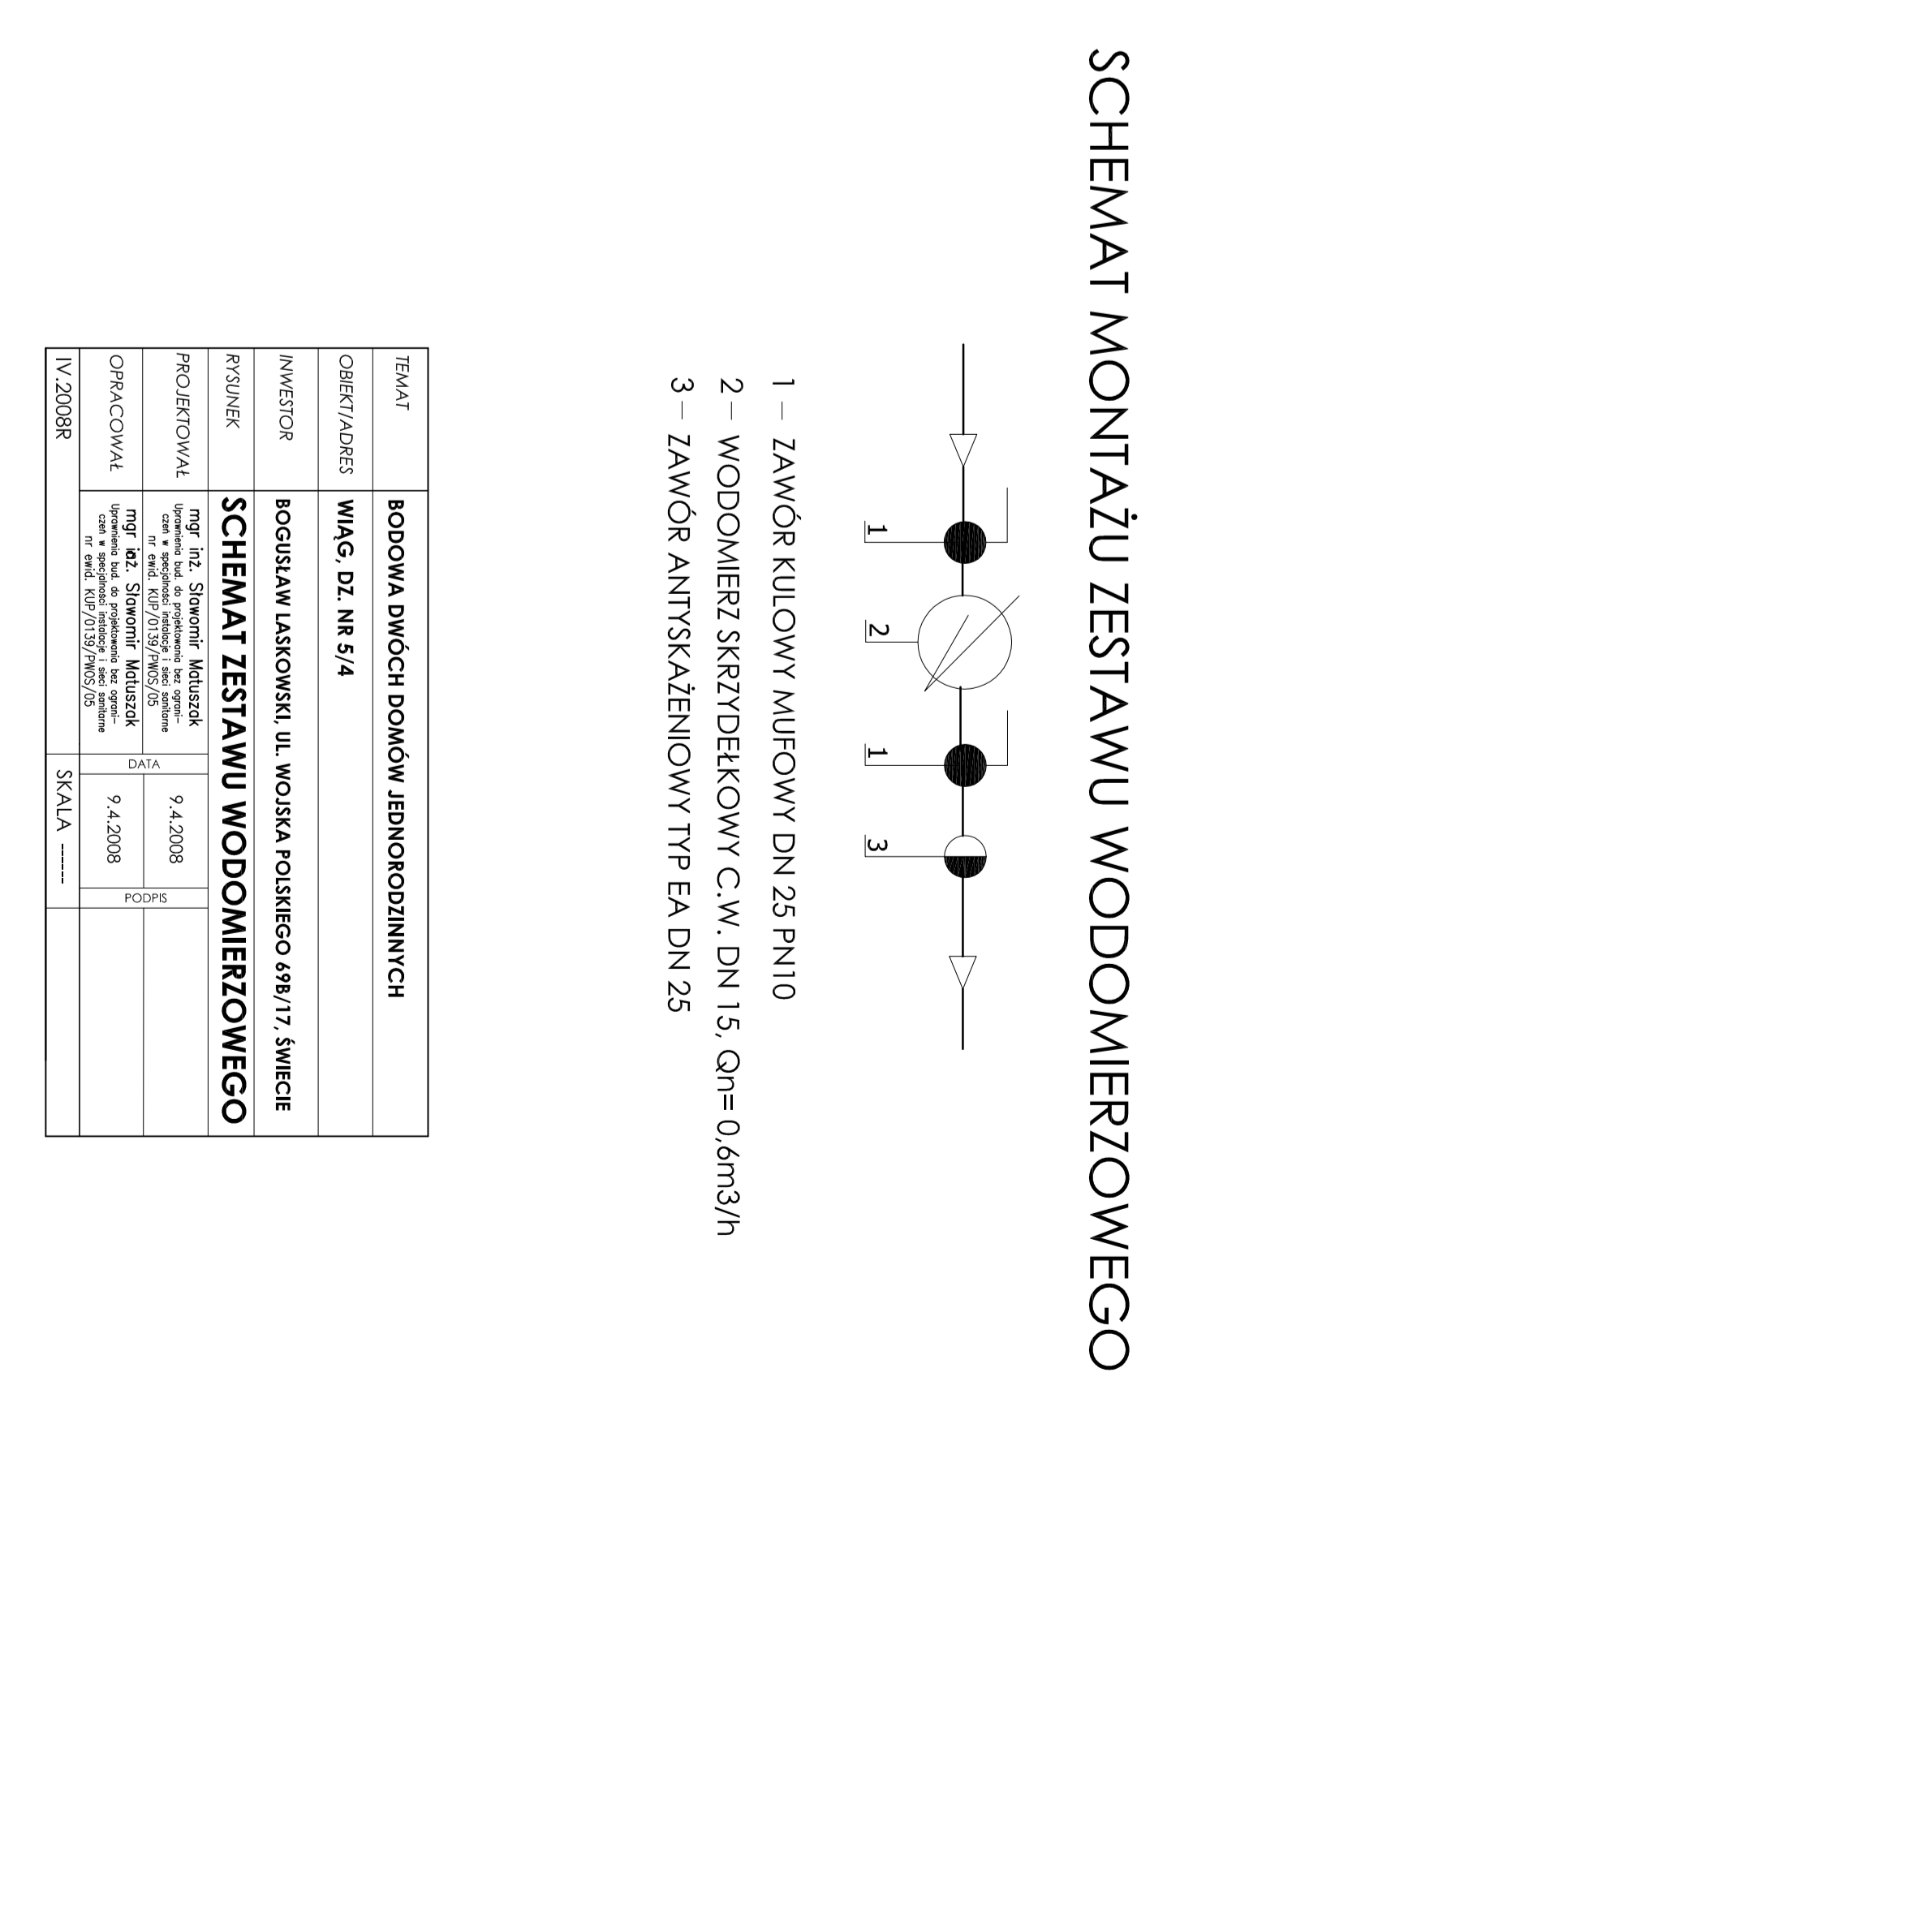 SCHEMAT MONTAŻU ZESTAWU WODOMIERZOWEGO
1
2
1
3
1 — ZAWÓR KULOWY MUFOWY DN 25 PN10
2 — WODOMIERZ SKRZYDEŁKOWY C.W. DN 15, Qn= 0,6m3/h
3 — ZAWÓR ANTYSKAŻENIOWY TYP EA DN 25
TEMAT BODOWA DWÓCH DOMÓW JEDNORODZINNYCH
OBIEKT/ADRES WIĄG, DZ. NR 5/4
INWESTOR BOGUSŁAW LASKOWSKI, UL. WOJSKA POLSKIEGO 69B/17, ŚWIECIE
RYSUNEK SCHEMAT ZESTAWU WODOMIERZOWEGO
PROJEKTOWAŁ
mgr inż. Sławomir Matuszak
Uprawnienia bud. do projektowania bez ograni-
czeń w specjalności instalacje i sieci sanitarne
nr ewid. KUP/0139/PWOS/05
DATA
9.4.2008
PODPIS
OPRACOWAŁ
mgr inż. Sławomir Matuszak
Uprawnienia bud. do projektowania bez ograni-
czeń w specjalności instalacje i sieci sanitarne
nr ewid. KUP/0139/PWOS/05
9.4.2008
IV.2008R SKALA ------